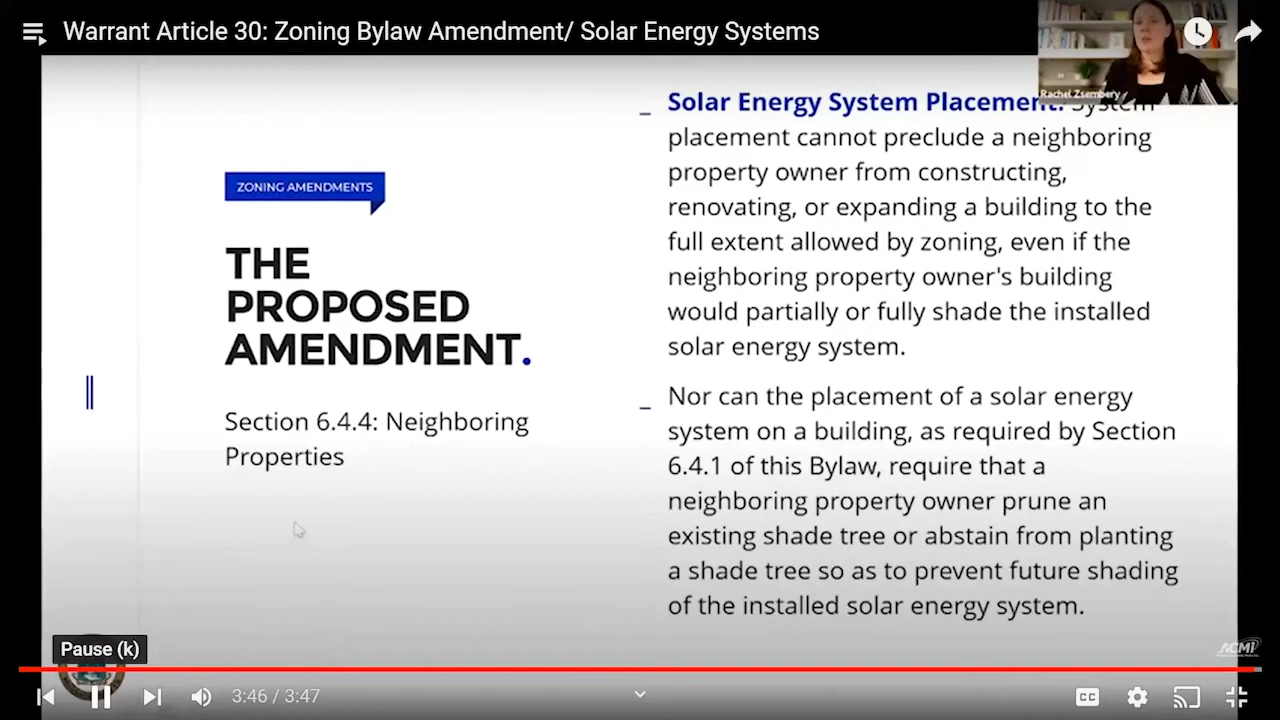 Warrant Article 30: Zoning Bylaw Amendment/ Solar Energy Systems
Rachel Zsembery
ZONING AMENDMENTS
THE
PROPOSED
AMENDMENT.
Section 6.4.4: Neighboring
Properties
Solar Energy System Placement: System
placement cannot preclude a neighboring
property owner from constructing,
renovating, or expanding a building to the
full extent allowed by zoning, even if the
neighboring property owner's building
would partially or fully shade the installed
solar energy system.
Nor can the placement of a solar energy
system on a building, as required by Section
6.4.1 of this Bylaw, require that a
neighboring property owner prune an
existing shade tree or abstain from planting
a shade tree so as to prevent future shading
of the installed solar energy system.
Pause (k)
ACMi
3:46 / 3:47
CC